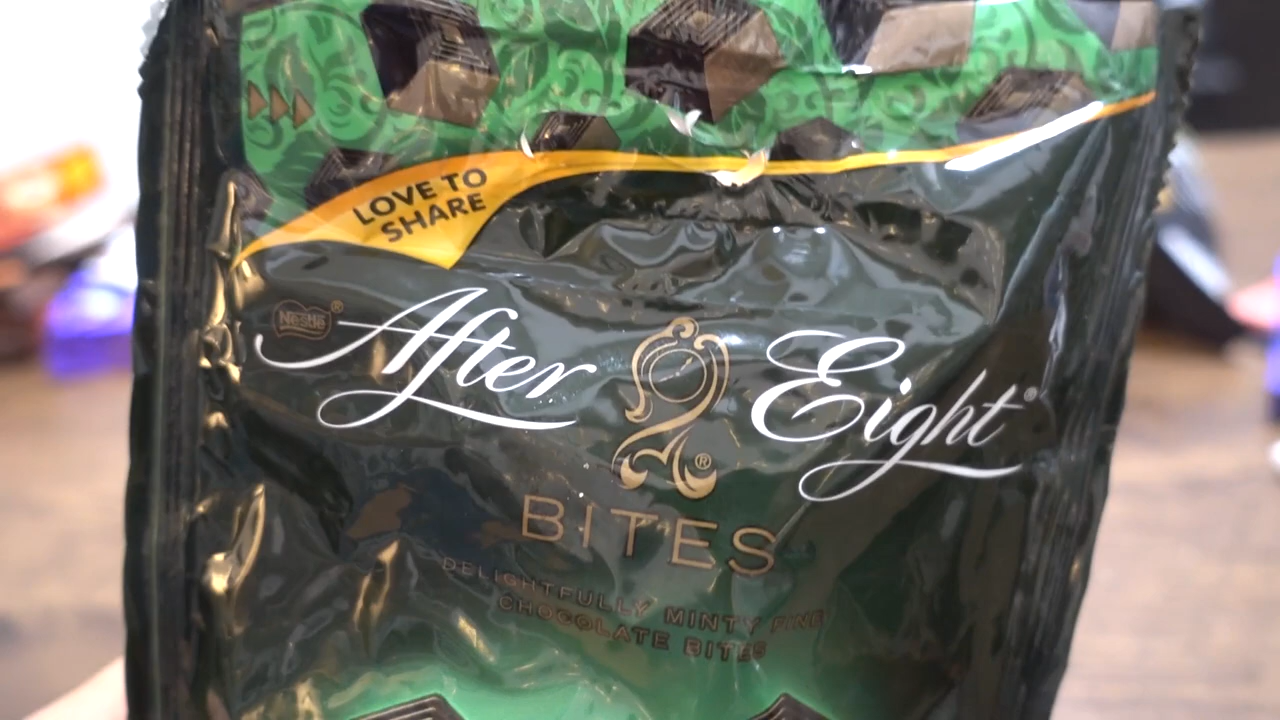 LOVE TO
SHARE
Nestlé®
After Eight®
®
BITES
DELIGHTFULLY MINTY FINE
CHOCOLATE BITES